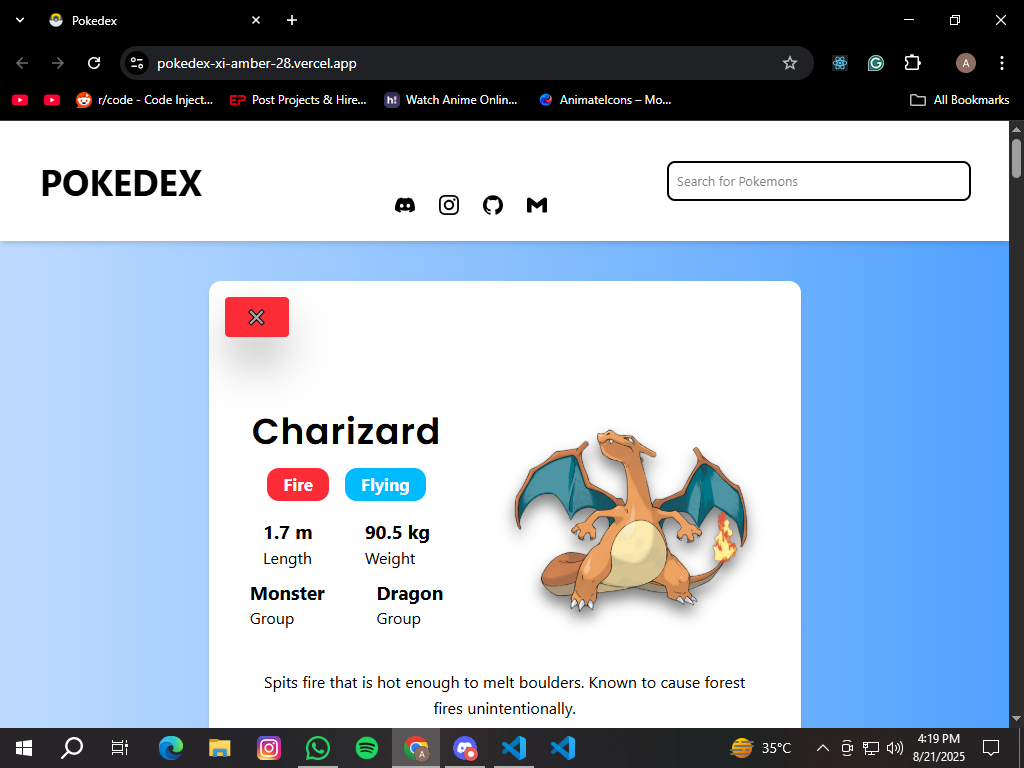 Pokedex
pokedex-xi-amber-28.vercel.app
A
r/code - Code Inject...
EP Post Projects & Hire...
h! Watch Anime Onlin...
AnimateIcons – Mo...
All Bookmarks
POKEDEX
Search for Pokemons
Charizard
Fire Flying
1.7 m 90.5 kg
Length Weight
Monster Dragon
Group Group
Spits fire that is hot enough to melt boulders. Known to cause forest
fires unintentionally.
A
35°C
4:19 PM
8/21/2025